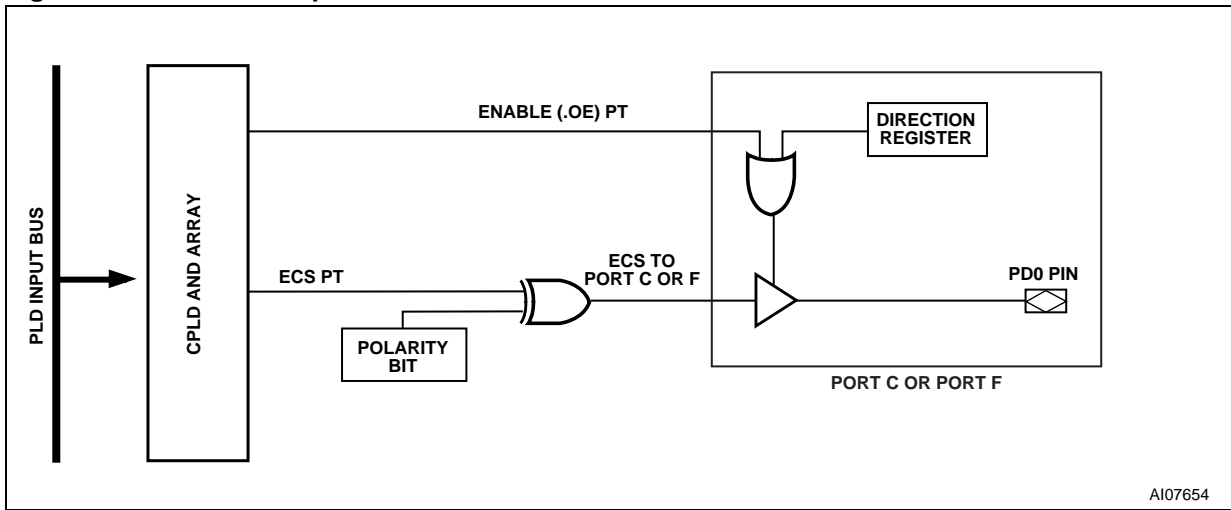 ENABLE (.OE) PT
DIRECTION
REGISTER
PLD INPUT BUS
CPLD AND ARRAY
ECS PT
POLARITY
BIT
ECS TO
PORT C OR F
PD0 PIN
PORT C OR PORT F
AI07654